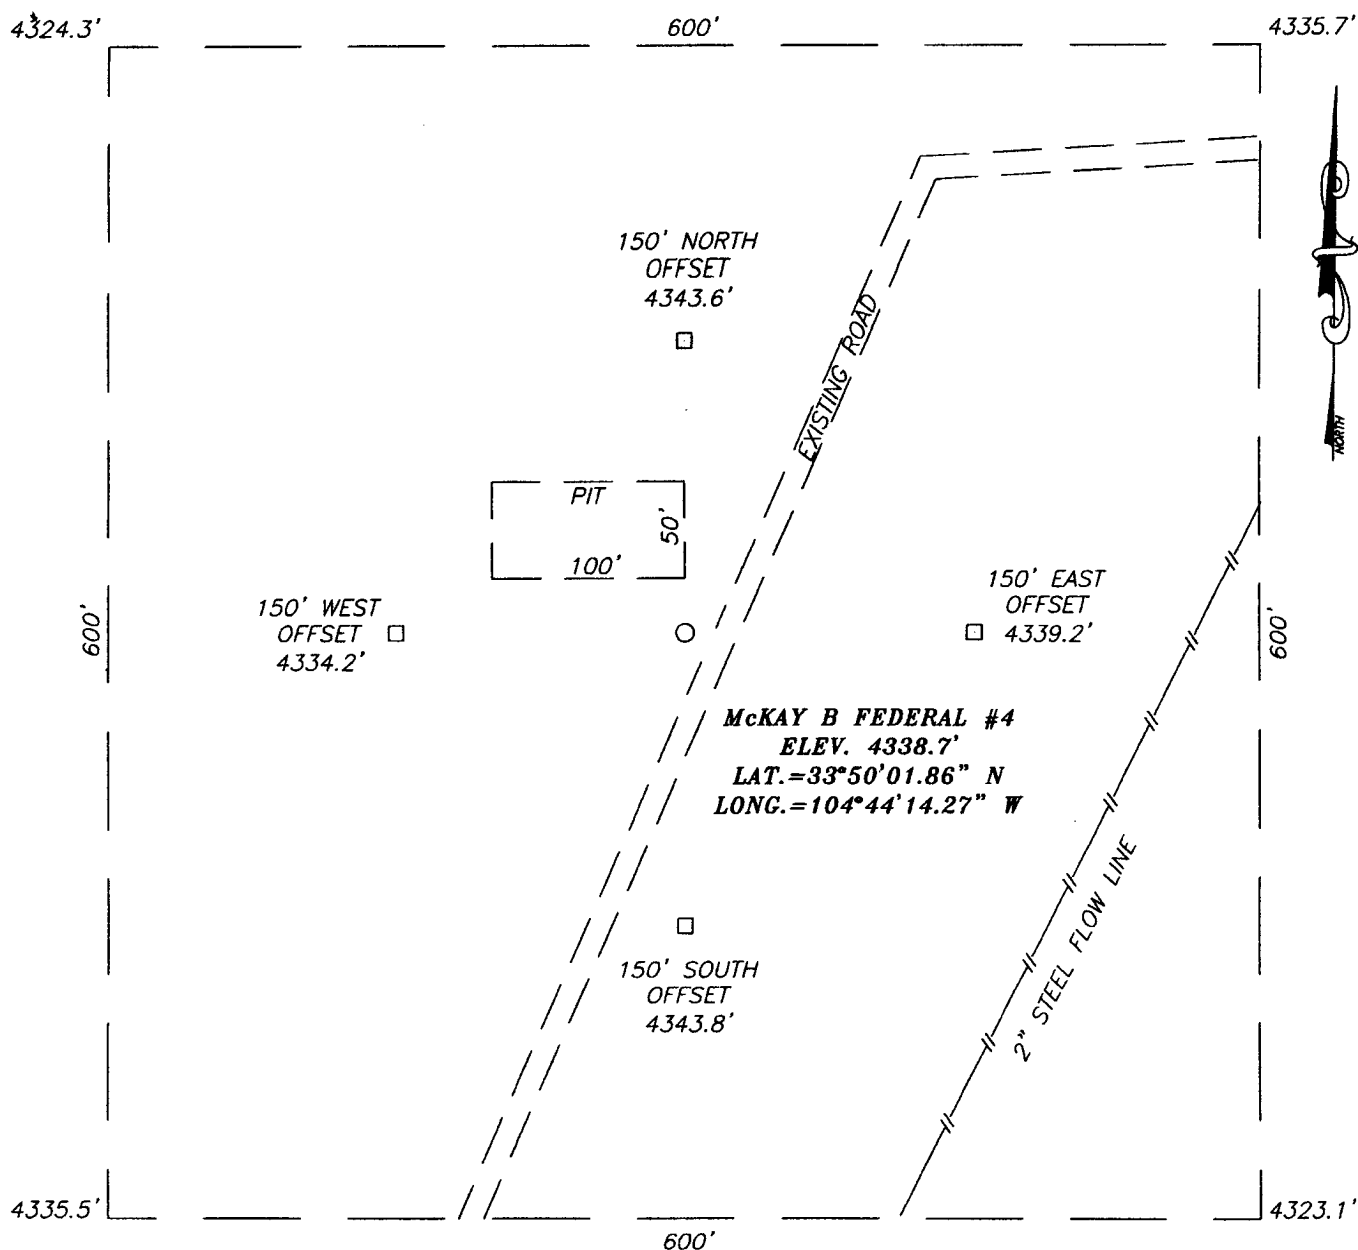 4324.3'
600'
4335.7'
150' NORTH
OFFSET
4343.6'
EXISTING ROAD
NORTH
PIT
50'
100'
150' WEST
OFFSET
4334.2'
150' EAST
OFFSET
4339.2'
600'
600'
McKAY B FEDERAL #4
ELEV. 4338.7'
LAT.=33°50'01.86" N
LONG.=104°44'14.27" W
2" STEEL FLOW LINE
150' SOUTH
OFFSET
4343.8'
4335.5'
600'
4323.1'